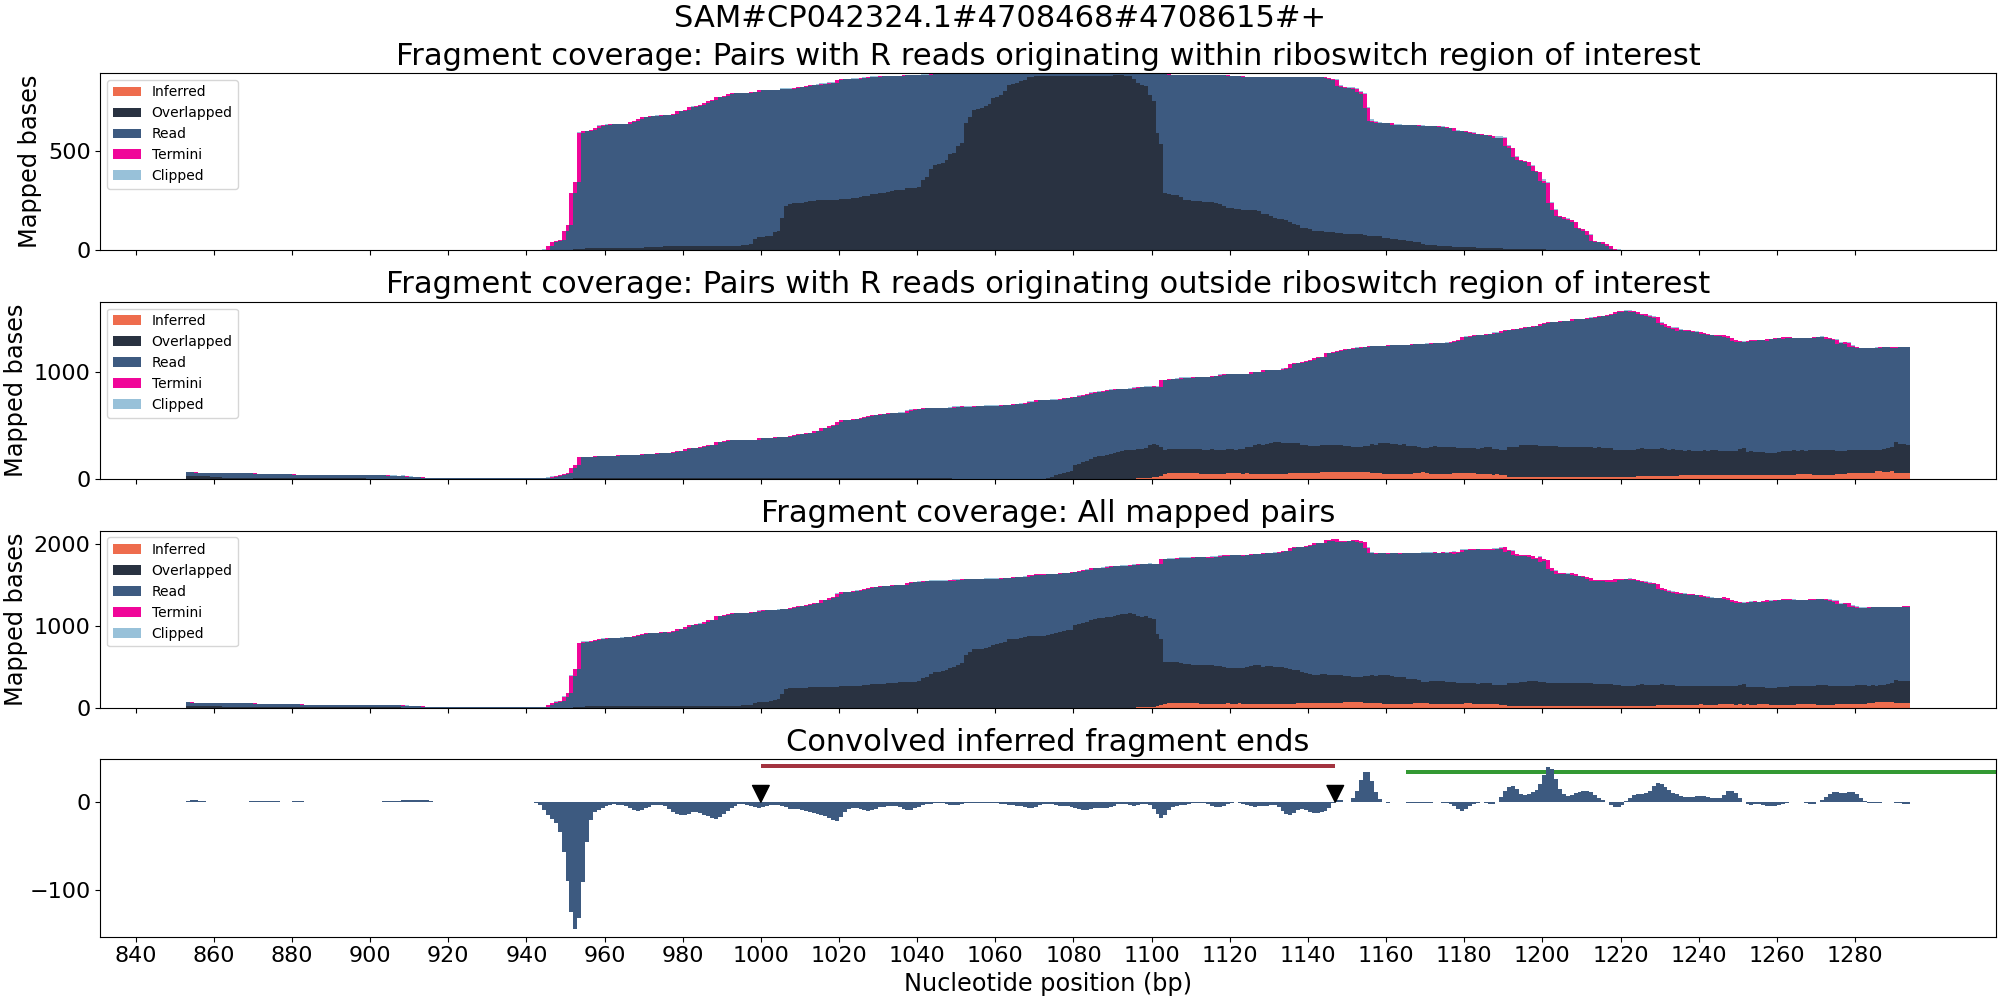 SAM#CP042324.1#4708468#4708615#+
Fragment coverage: Pairs with R reads originating within riboswitch region of interest
Mapped bases
500
0
Inferred
Overlapped
Read
Termini
Clipped
Fragment coverage: Pairs with R reads originating outside riboswitch region of interest
Mapped bases
1000
0
Inferred
Overlapped
Read
Termini
Clipped
Fragment coverage: All mapped pairs
Mapped bases
2000
1000
0
Inferred
Overlapped
Read
Termini
Clipped
Convolved inferred fragment ends
0
−100
840 860 880 900 920 940 960 980 1000 1020 1040 1060 1080 1100 1120 1140 1160 1180 1200 1220 1240 1260 1280
Nucleotide position (bp)